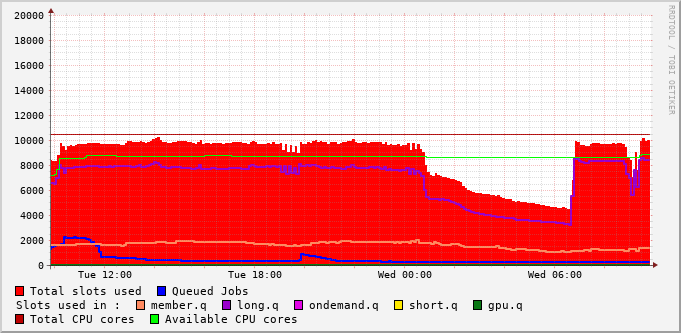 20000
18000
16000
14000
12000
10000
8000
6000
4000
2000
0
Tue 12:00 Tue 18:00 Wed 00:00 Wed 06:00
Total slots used Queued Jobs
Slots used in : member.q long.q ondemand.q short.q gpu.q
Total CPU cores Available CPU cores
RRDTOOL / TOBI OETIKER